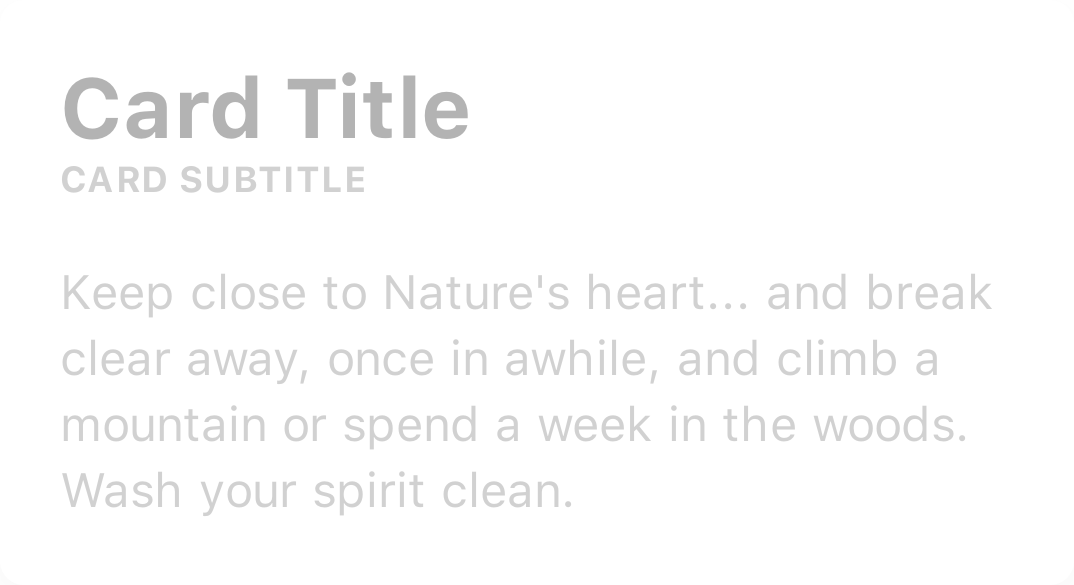 Card Title
CARD SUBTITLE
Keep close to Nature's heart... and break
clear away, once in awhile, and climb a
mountain or spend a week in the woods.
Wash your spirit clean.